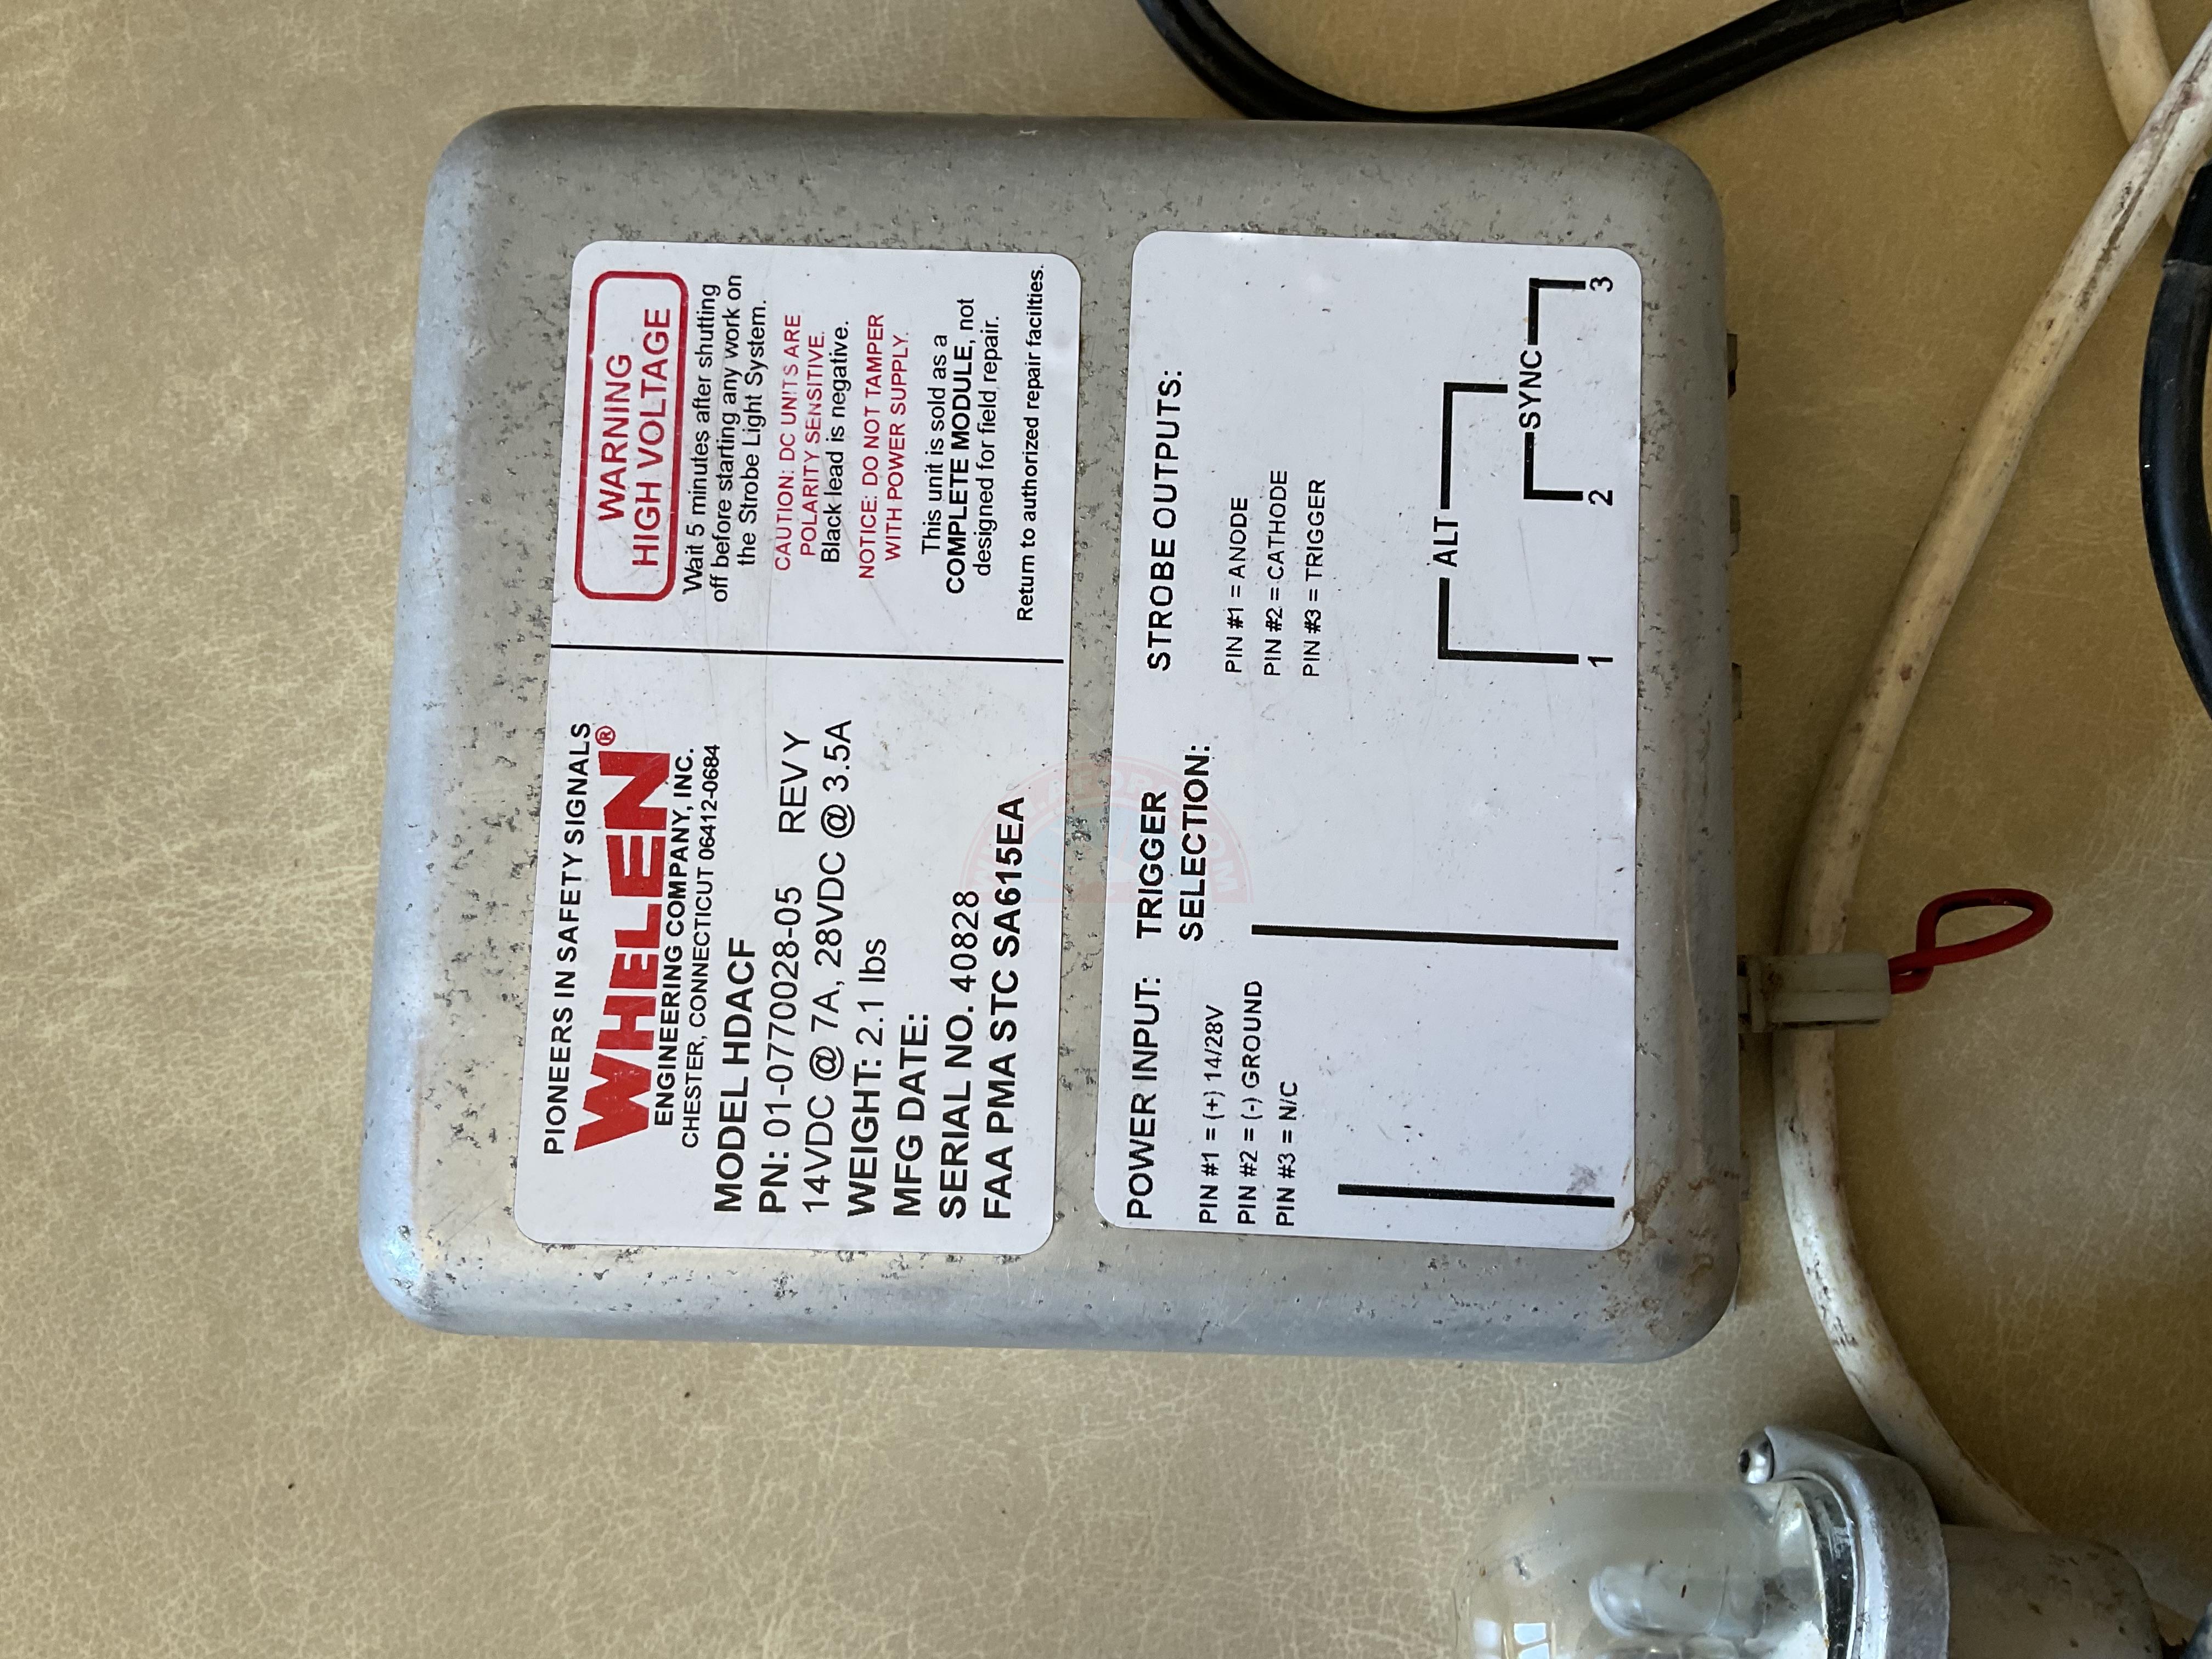 PIONEERS IN SAFETY SIGNALS
WHELEN®
ENGINEERING COMPANY, INC.
CHESTER, CONNECTICUT 06412-0684
MODEL HDACF
PN: 01-0770028-05 REV Y
14VDC @ 7A, 28VDC @ 3.5A
WEIGHT: 2.1 lbs
MFG DATE:
SERIAL NO. 40828
FAA PMA STC SA615EA
WARNING
HIGH VOLTAGE
Wait 5 minutes after shutting
off before starting any work on
the Strobe Light System.
CAUTION: DC UNITS ARE
POLARITY SENSITIVE.
Black lead is negative.
NOTICE: DO NOT TAMPER
WITH POWER SUPPLY.
This unit is sold as a
COMPLETE MODULE, not
designed for field repair.
Return to authorized repair facilties.
POWER INPUT:
PIN #1 = (+) 14/28V
PIN #2 = (-) GROUND
PIN #3 = N/C
TRIGGER
SELECTION:
STROBE OUTPUTS:
PIN #1 = ANODE
PIN #2 = CATHODE
PIN #3 = TRIGGER
ALT
SYNC
1 2 3